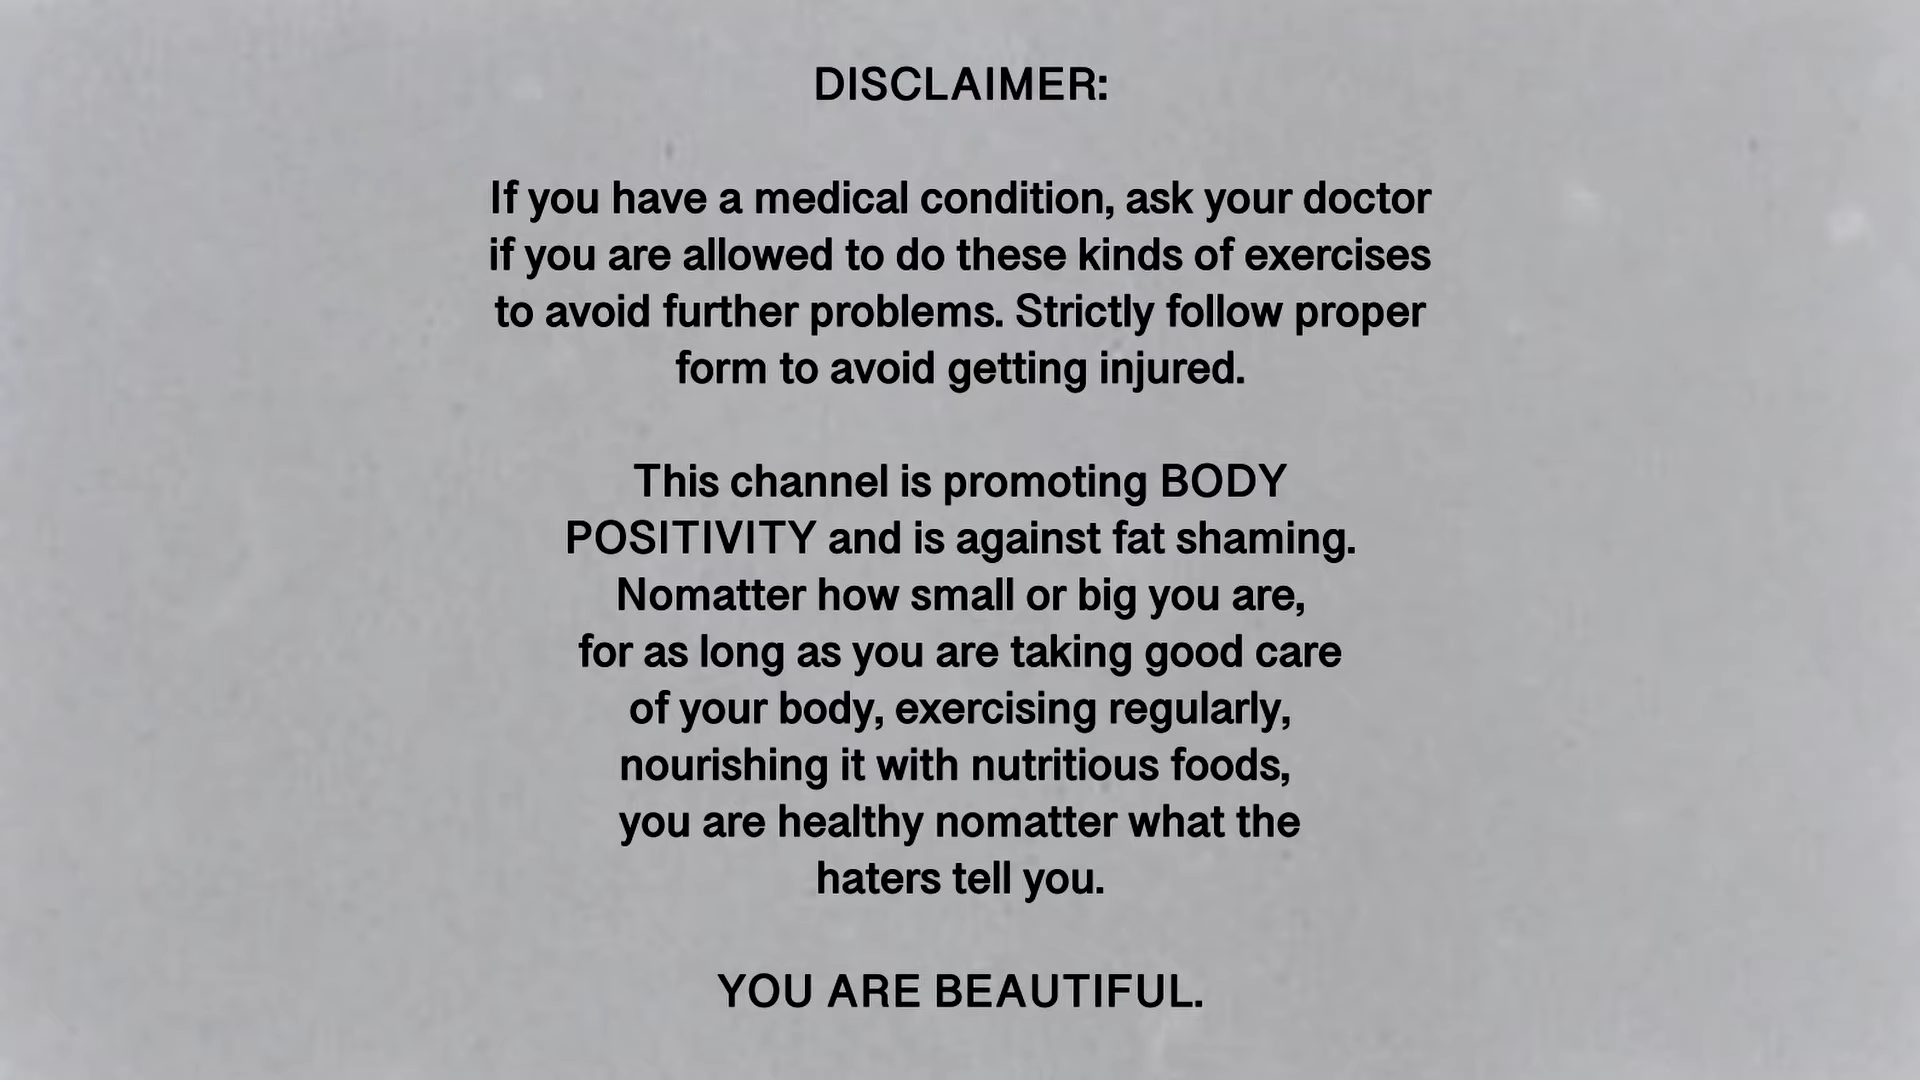 DISCLAIMER:
If you have a medical condition, ask your doctor
if you are allowed to do these kinds of exercises
to avoid further problems. Strictly follow proper
form to avoid getting injured.
This channel is promoting BODY
POSITIVITY and is against fat shaming.
Nomatter how small or big you are,
for as long as you are taking good care
of your body, exercising regularly,
nourishing it with nutritious foods,
you are healthy nomatter what the
haters tell you.
YOU ARE BEAUTIFUL.